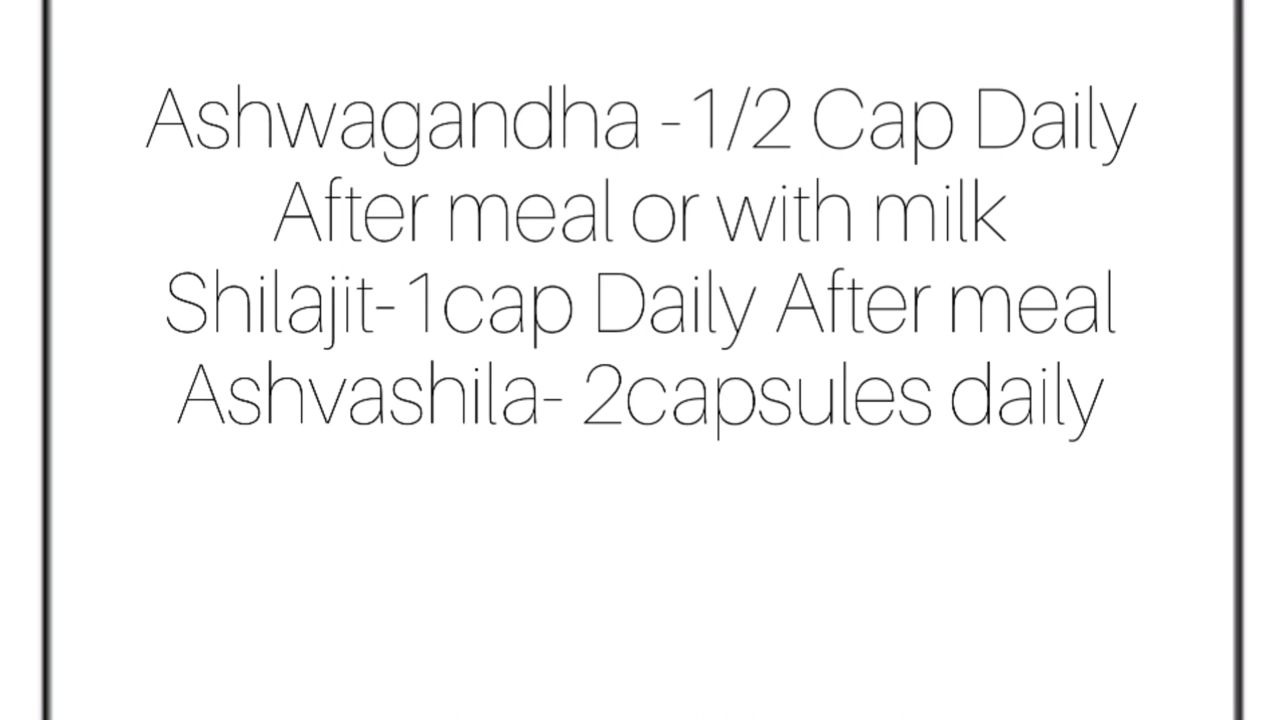 Ashwagandha -1/2 Cap Daily
After meal or with milk
Shilajit-1cap Daily After meal
Ashvashila- 2capsules daily